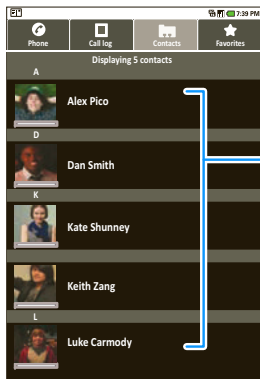 7:39 PM
Phone Call log Contacts Favorites
Displaying 5 contacts
A
Alex Pico
D
Dan Smith
K
Kate Shunney
Keith Zang
L
Luke Carmody